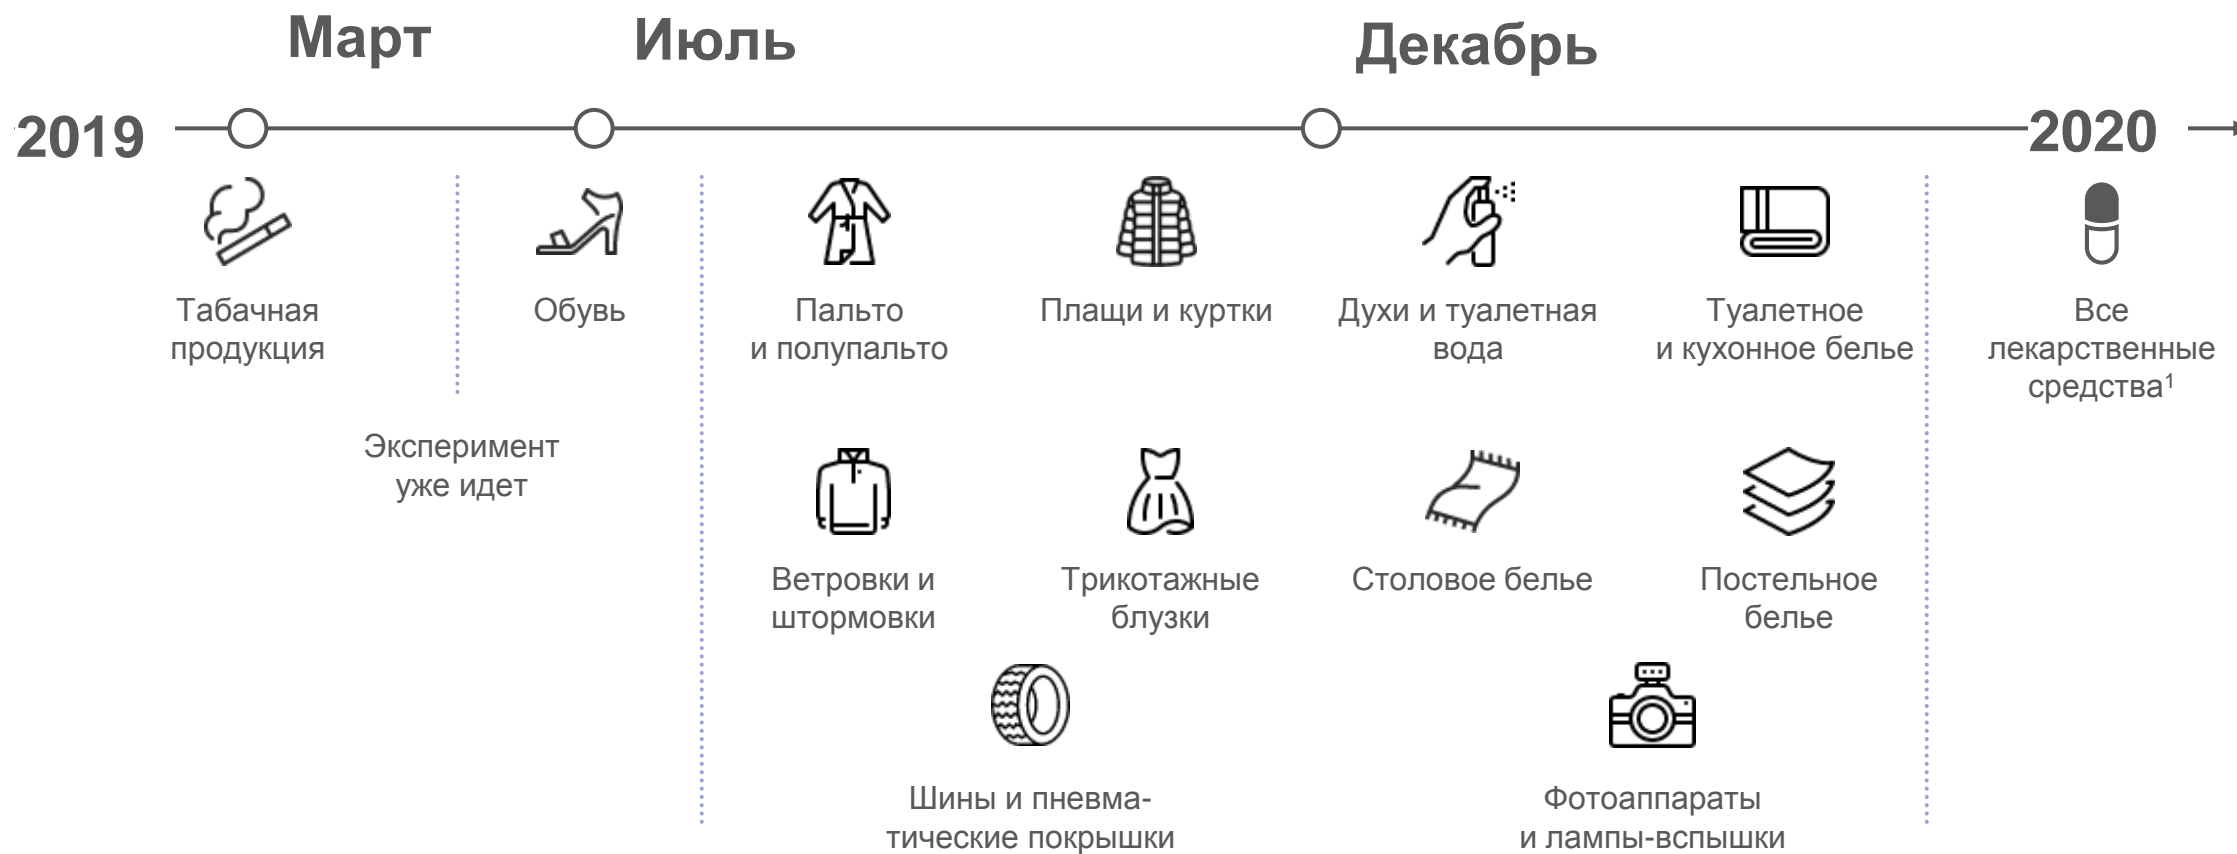 Март
Июль
Декабрь
2019
2020
Табачная
продукция
Обувь
Пальто
и полупальто
Плащи и куртки
Духи и туалетная
вода
Туалетное
и кухонное белье
Все
лекарственные
средства¹
Эксперимент
уже идет
Ветровки и
штормовки
Трикотажные
блузки
Столовое белье
Постельное
белье
Шины и пневма-
тические покрышки
Фотоаппараты
и лампы-вспышки